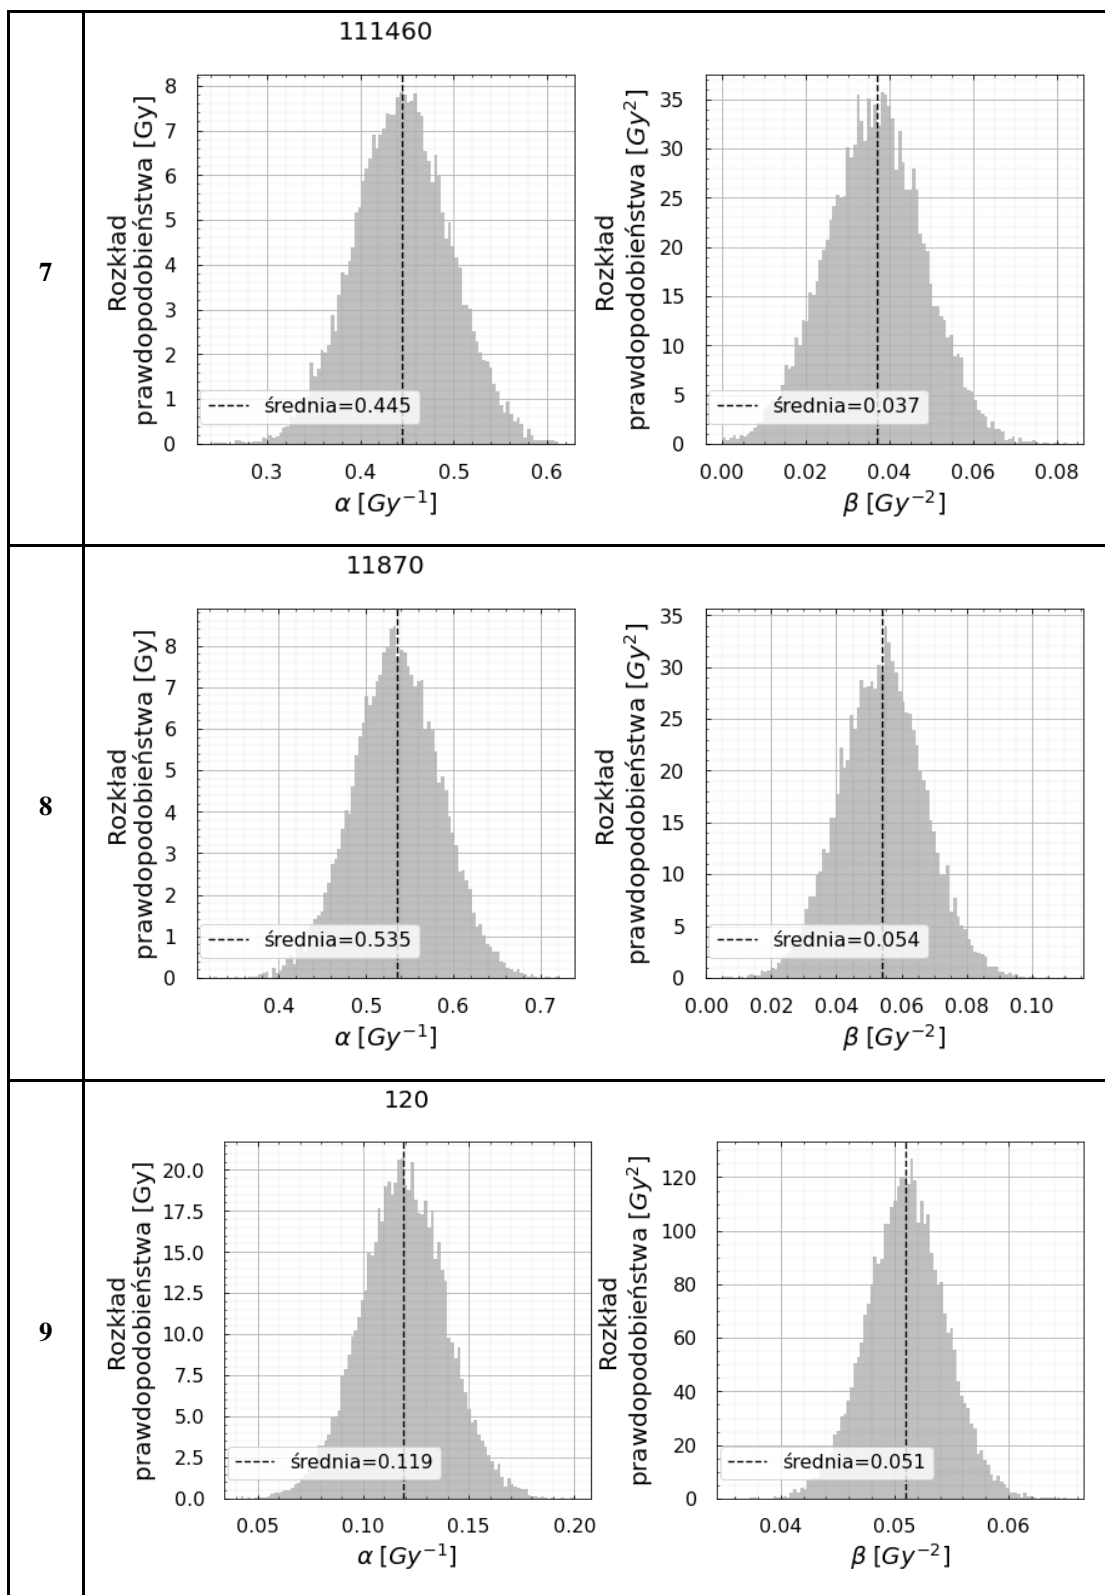 7
111460
Rozkład
prawdopodobieństwa [Gy]
8
7
6
5
4
3
2
1
0
średnia=0.445
0.3 0.4 0.5 0.6
α [Gy⁻¹]
Rozkład
prawdopodobieństwa [Gy²]
35
30
25
20
15
10
5
0
średnia=0.037
0.00 0.02 0.04 0.06 0.08
β [Gy⁻²]
8
11870
Rozkład
prawdopodobieństwa [Gy]
8
7
6
5
4
3
2
1
0
średnia=0.535
0.4 0.5 0.6 0.7
α [Gy⁻¹]
Rozkład
prawdopodobieństwa [Gy²]
35
30
25
20
15
10
5
0
średnia=0.054
0.00 0.02 0.04 0.06 0.08 0.10
β [Gy⁻²]
9
120
Rozkład
prawdopodobieństwa [Gy]
20.0
17.5
15.0
12.5
10.0
7.5
5.0
2.5
0.0
średnia=0.119
0.05 0.10 0.15 0.20
α [Gy⁻¹]
Rozkład
prawdopodobieństwa [Gy²]
120
100
80
60
40
20
0
średnia=0.051
0.04 0.05 0.06
β [Gy⁻²]